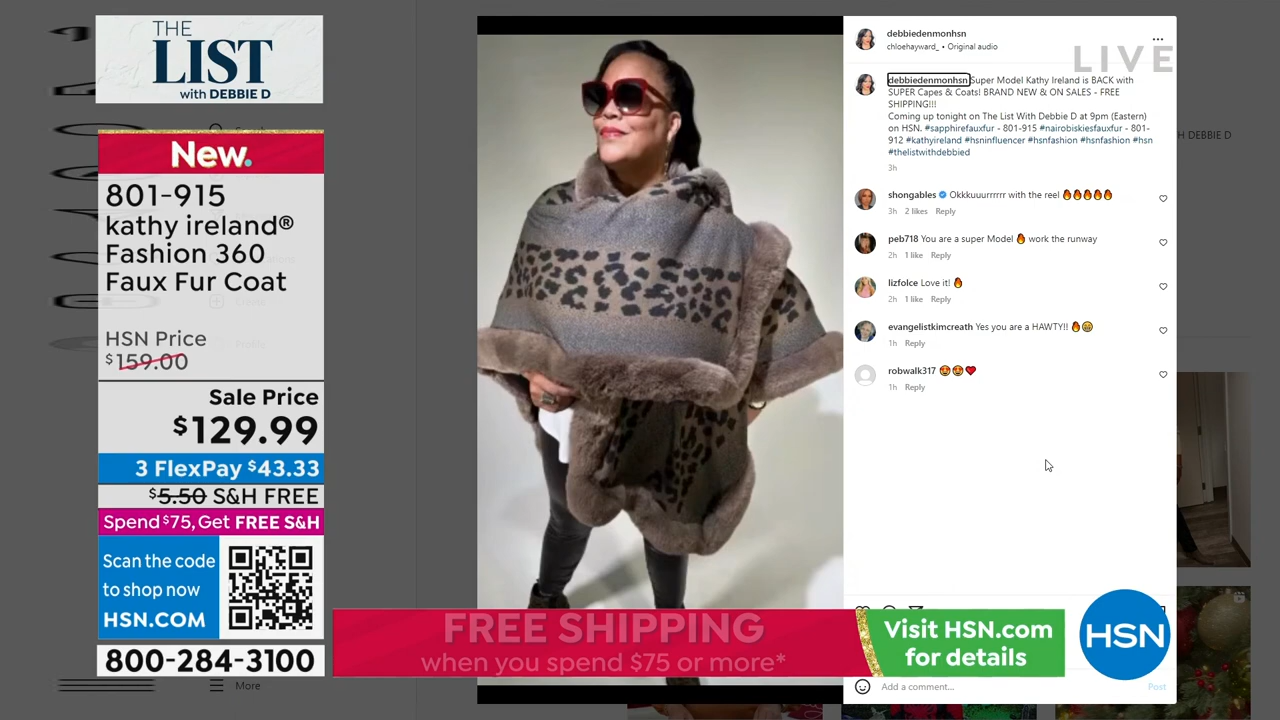 THE
LIST
with DEBBIE D
New.
801-915
kathy ireland®
Fashion 360
Faux Fur Coat
HSN Price
$159.00
Sale Price
$129.99
3 FlexPay $43.33
$5.50 S&H FREE
Spend $75, Get FREE S&H
Scan the code
to shop now
HSN.COM
800-284-3100
More
debbiedenmonhsn
chloehayward_ • Original audio
LIVE
debbiedenmonhsn Super Model Kathy Ireland is BACK with
SUPER Capes & Coats! BRAND NEW & ON SALES - FREE
SHIPPING!!!
Coming up tonight on The List With Debbie D at 9pm (Eastern)
on HSN. #sapphirefauxfur - 801-915 #nairobiskiesfauxfur - 801-
912 #kathyireland #hsninfluencer #hsnfashion #hsnfashion #hsn
#thelistwithdebbied
3h
shongables Okkkuuurrrrrr with the reel 🔥🔥🔥🔥🔥
3h 2 likes Reply
peb718 You are a super Model 🔥 work the runway
2h 1 like Reply
lizfolce Love it! 🔥
2h 1 like Reply
evangelistkimcreath Yes you are a HAWTY!! 🔥😁
1h Reply
robwalk317 😍😍❤️
1h Reply
H DEBBIE D
FREE SHIPPING
when you spend $75 or more*
Visit HSN.com
for details
HSN
Add a comment...
Post